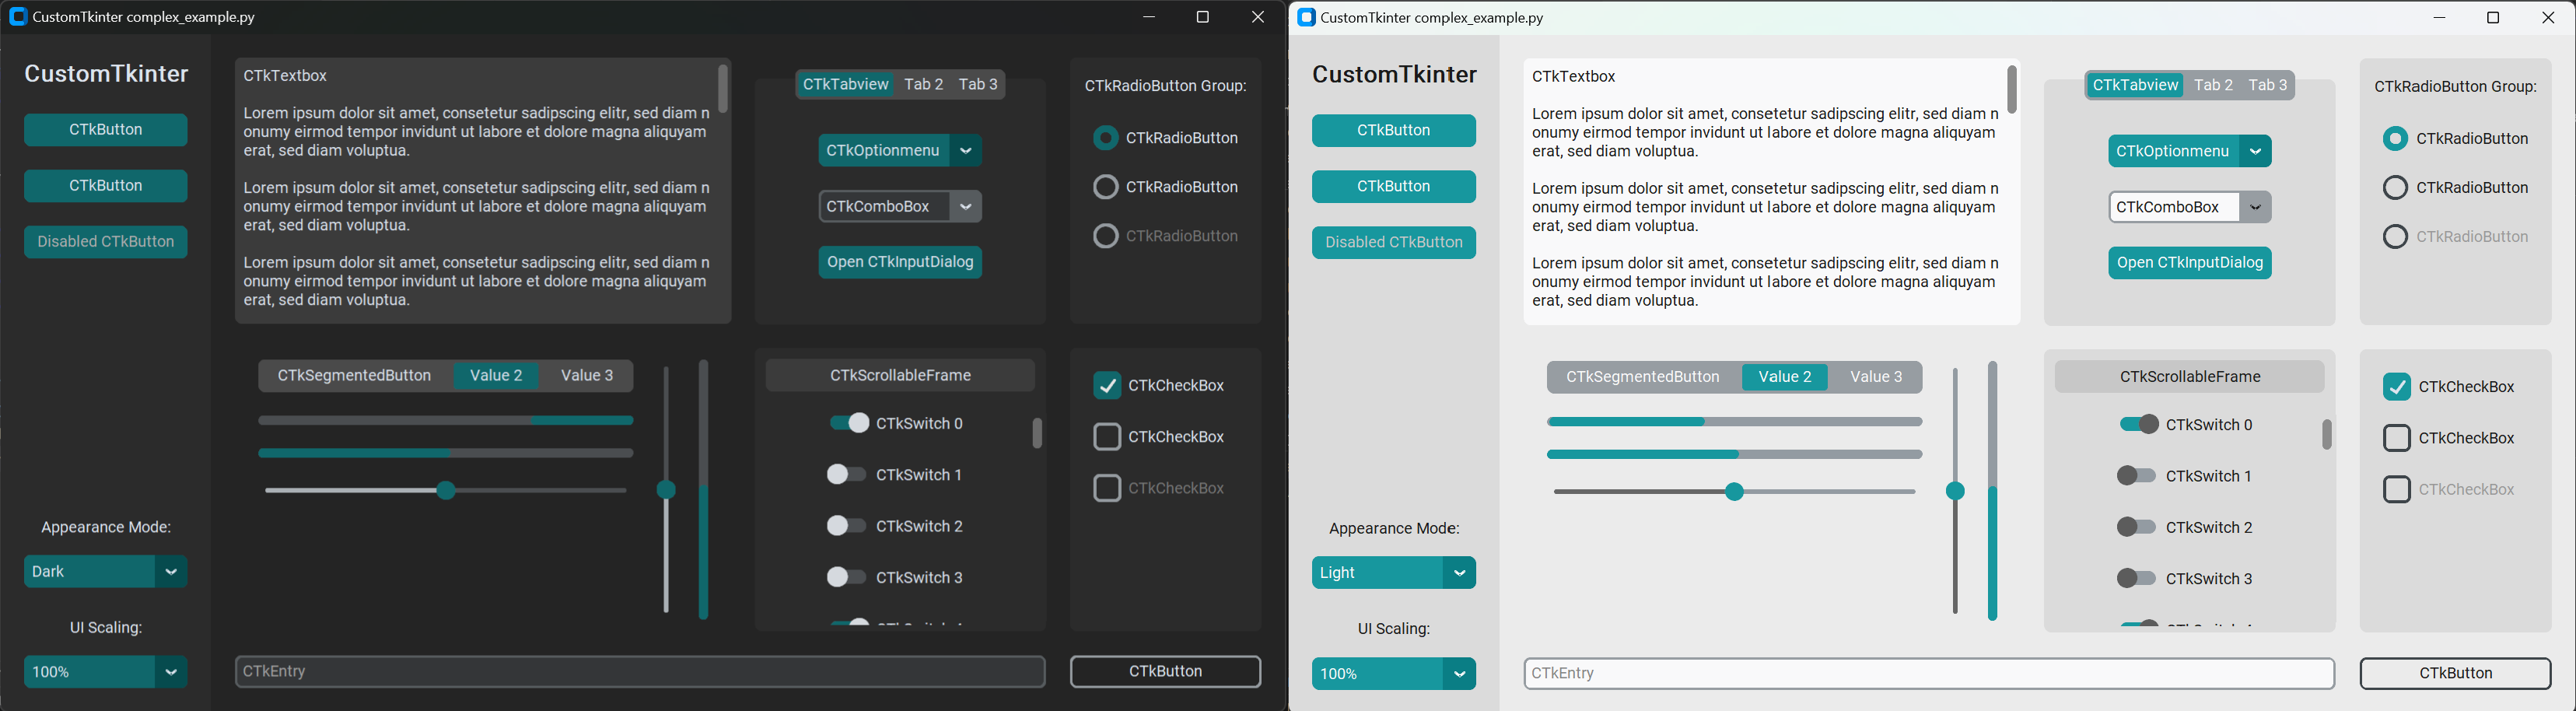 CustomTkinter complex_example.py
CustomTkinter
CTkButton
CTkButton
Disabled CTkButton
Appearance Mode:
Dark
UI Scaling:
100%
CTkTextbox
Lorem ipsum dolor sit amet, consetetur sadipscing elitr, sed diam n
onumy eirmod tempor invidunt ut labore et dolore magna aliquyam
erat, sed diam voluptua.
Lorem ipsum dolor sit amet, consetetur sadipscing elitr, sed diam n
onumy eirmod tempor invidunt ut labore et dolore magna aliquyam
erat, sed diam voluptua.
Lorem ipsum dolor sit amet, consetetur sadipscing elitr, sed diam n
onumy eirmod tempor invidunt ut labore et dolore magna aliquyam
erat, sed diam voluptua.
CTkTabview Tab 2 Tab 3
CTkOptionmenu
CTkComboBox
Open CTkInputDialog
CTkRadioButton Group:
CTkRadioButton
CTkRadioButton
CTkRadioButton
CTkSegmentedButton Value 2 Value 3
CTkScrollableFrame
CTkSwitch 0
CTkSwitch 1
CTkSwitch 2
CTkSwitch 3
CTkCheckBox
CTkCheckBox
CTkCheckBox
CTkEntry
CTkButton
CustomTkinter complex_example.py
CustomTkinter
CTkButton
CTkButton
Disabled CTkButton
Appearance Mode:
Light
UI Scaling:
100%
CTkTextbox
Lorem ipsum dolor sit amet, consetetur sadipscing elitr, sed diam n
onumy eirmod tempor invidunt ut labore et dolore magna aliquyam
erat, sed diam voluptua.
Lorem ipsum dolor sit amet, consetetur sadipscing elitr, sed diam n
onumy eirmod tempor invidunt ut labore et dolore magna aliquyam
erat, sed diam voluptua.
Lorem ipsum dolor sit amet, consetetur sadipscing elitr, sed diam n
onumy eirmod tempor invidunt ut labore et dolore magna aliquyam
erat, sed diam voluptua.
CTkTabview Tab 2 Tab 3
CTkOptionmenu
CTkComboBox
Open CTkInputDialog
CTkRadioButton Group:
CTkRadioButton
CTkRadioButton
CTkRadioButton
CTkSegmentedButton Value 2 Value 3
CTkScrollableFrame
CTkSwitch 0
CTkSwitch 1
CTkSwitch 2
CTkSwitch 3
CTkCheckBox
CTkCheckBox
CTkCheckBox
CTkEntry
CTkButton